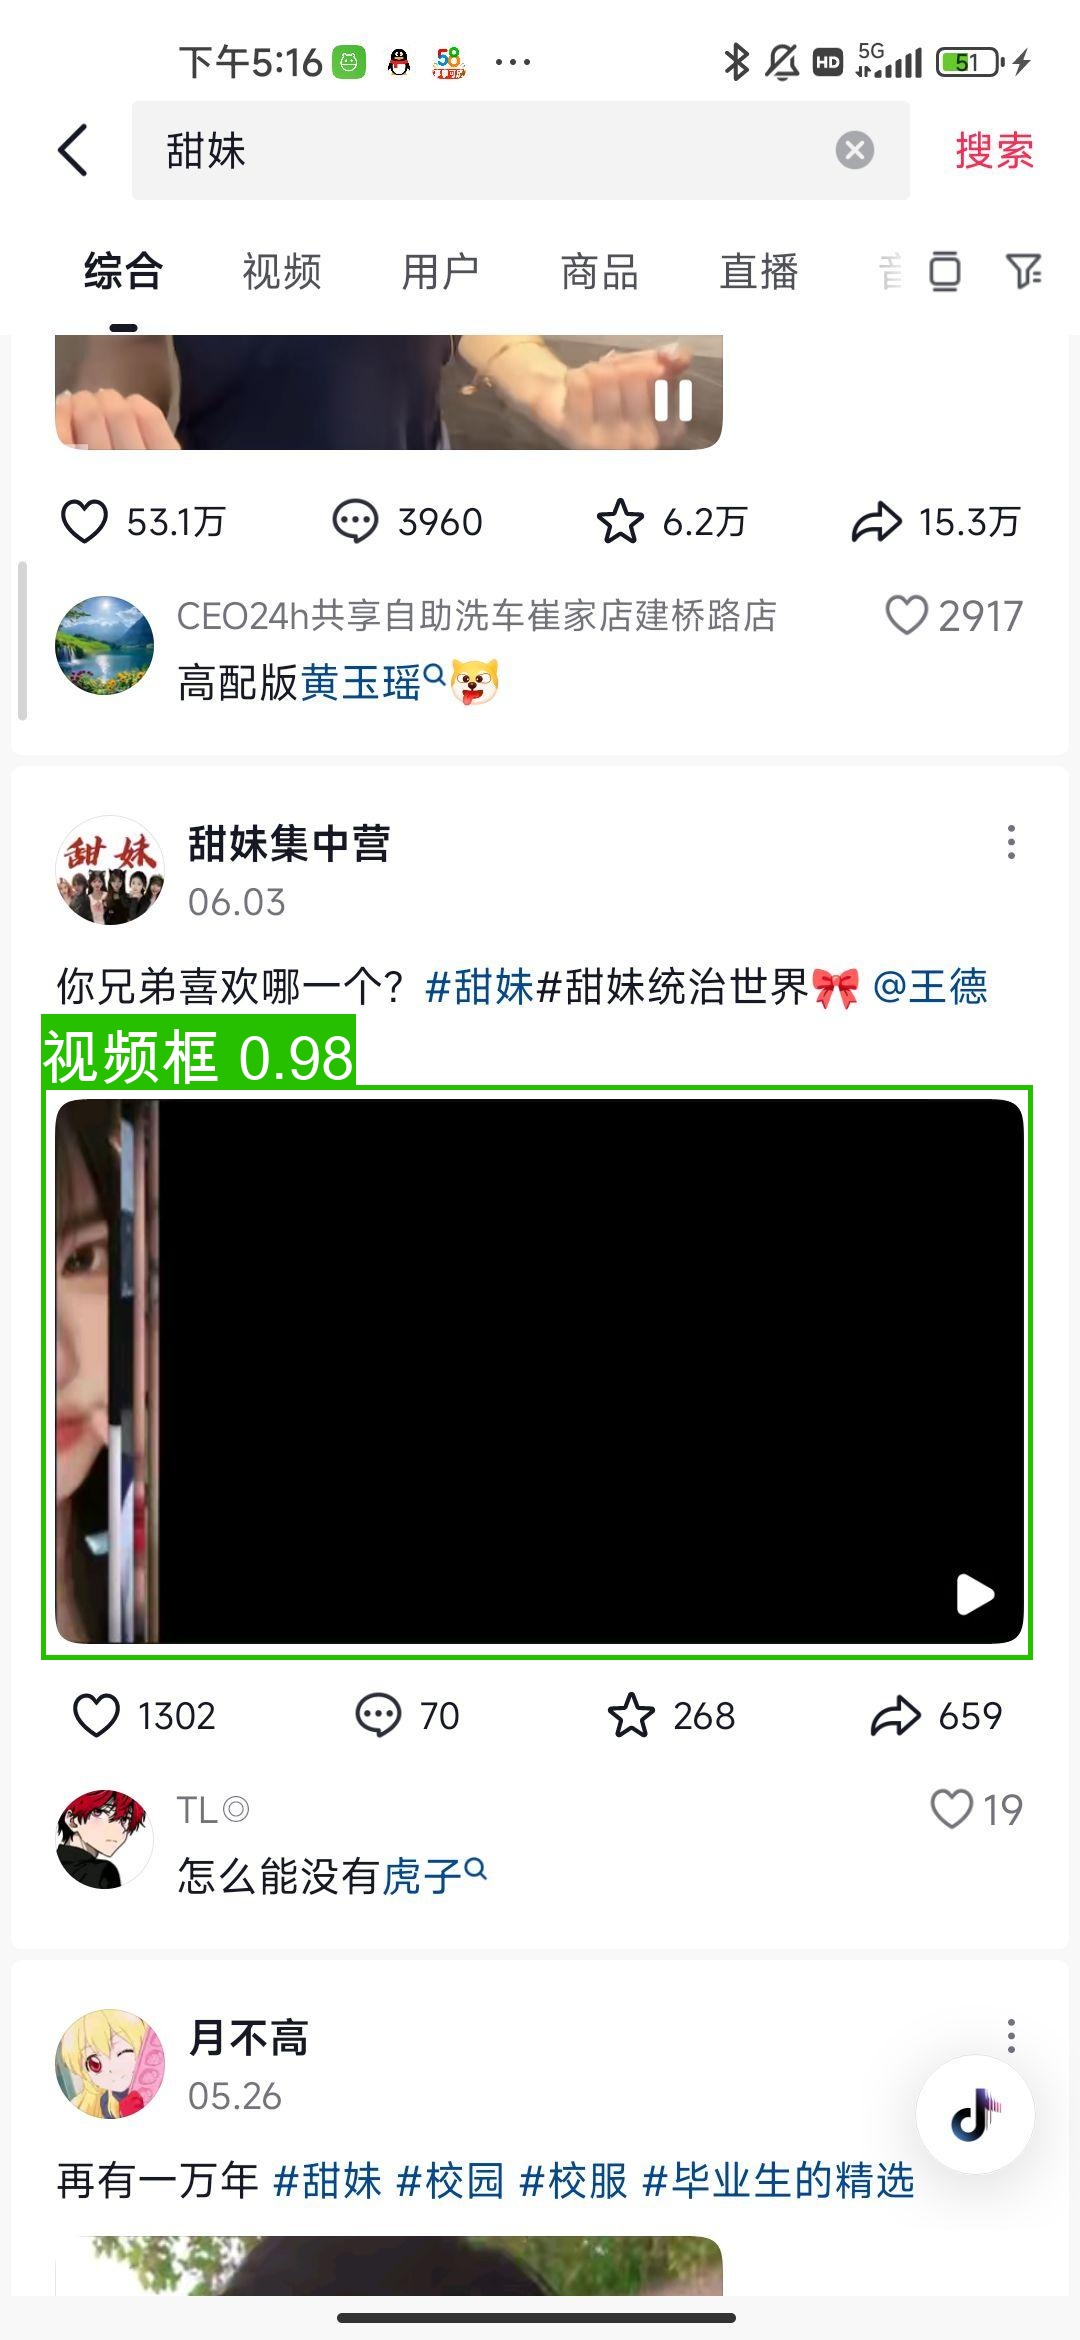 下午5:16
58
HD
5G
51
甜妹
搜索
综合
视频
用户
商品
直播
53.1万
3960
6.2万
15.3万
CEO24h共享自助洗车崔家店建桥路店
2917
高配版黄玉瑶
甜妹
甜妹集中营
06.03
你兄弟喜欢哪一个？#甜妹#甜妹统治世界🎀 @王德
视频框 0.98
1302
70
268
659
TL◎
19
怎么能没有虎子
月不高
05.26
再有一万年 #甜妹 #校园 #校服 #毕业生的精选